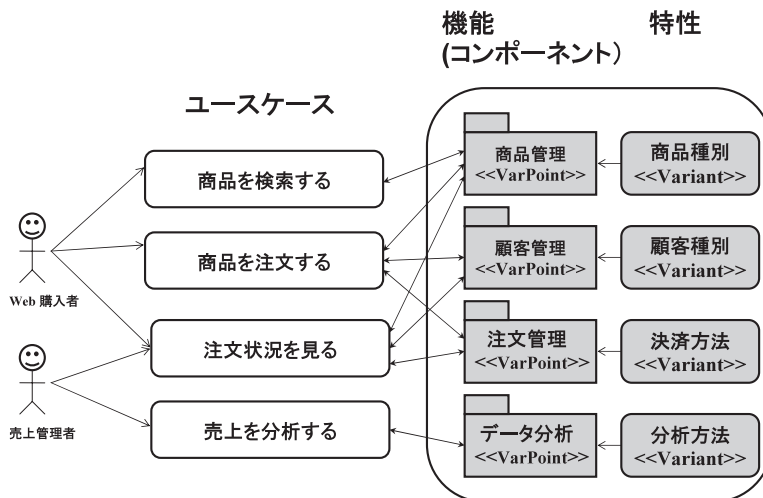 機能
(コンポーネント）
特性
ユースケース
商品を検索する
商品を注文する
注文状況を見る
売上を分析する
Web 購入者
売上管理者
商品管理
<<VarPoint>>
商品種別
<<Variant>>
顧客管理
<<VarPoint>>
顧客種別
<<Variant>>
注文管理
<<VarPoint>>
決済方法
<<Variant>>
データ分析
<<VarPoint>>
分析方法
<<Variant>>